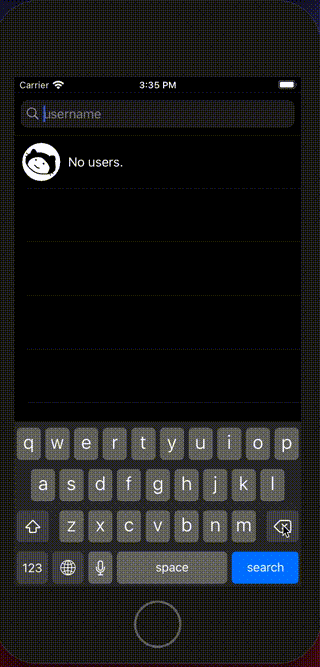 Carrier 3:35 PM
username
No users.
q w e r t y u i o p
a s d f g h j k l
z x c v b n m
123 space search